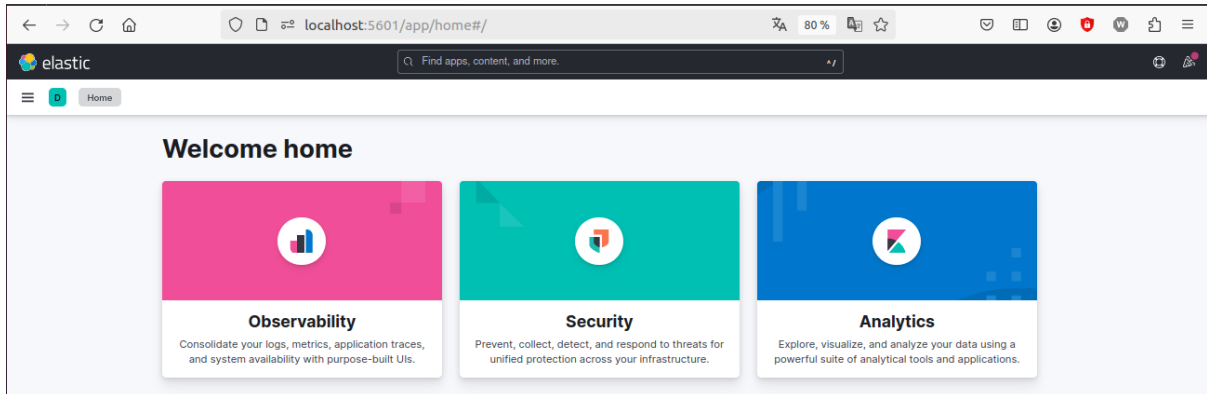 localhost:5601/app/home#/
80 %
elastic
Find apps, content, and more.
^/
D
Home
Welcome home
Observability
Consolidate your logs, metrics, application traces,
and system availability with purpose-built UIs.
Security
Prevent, collect, detect, and respond to threats for
unified protection across your infrastructure.
Analytics
Explore, visualize, and analyze your data using a
powerful suite of analytical tools and applications.